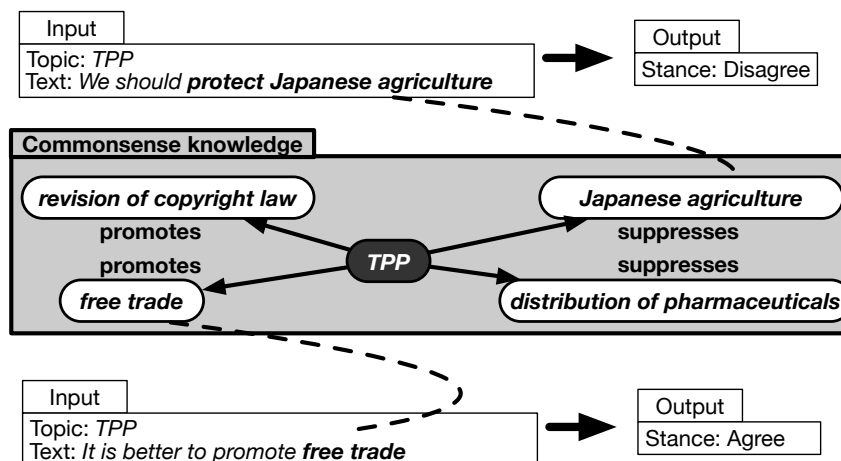 Input
Output
Topic: TPP
Text: We should protect Japanese agriculture
Stance: Disagree
Commonsense knowledge
revision of copyright law
Japanese agriculture
promotes
suppresses
TPP
promotes
suppresses
free trade
distribution of pharmaceuticals
Input
Output
Topic: TPP
Text: It is better to promote free trade
Stance: Agree